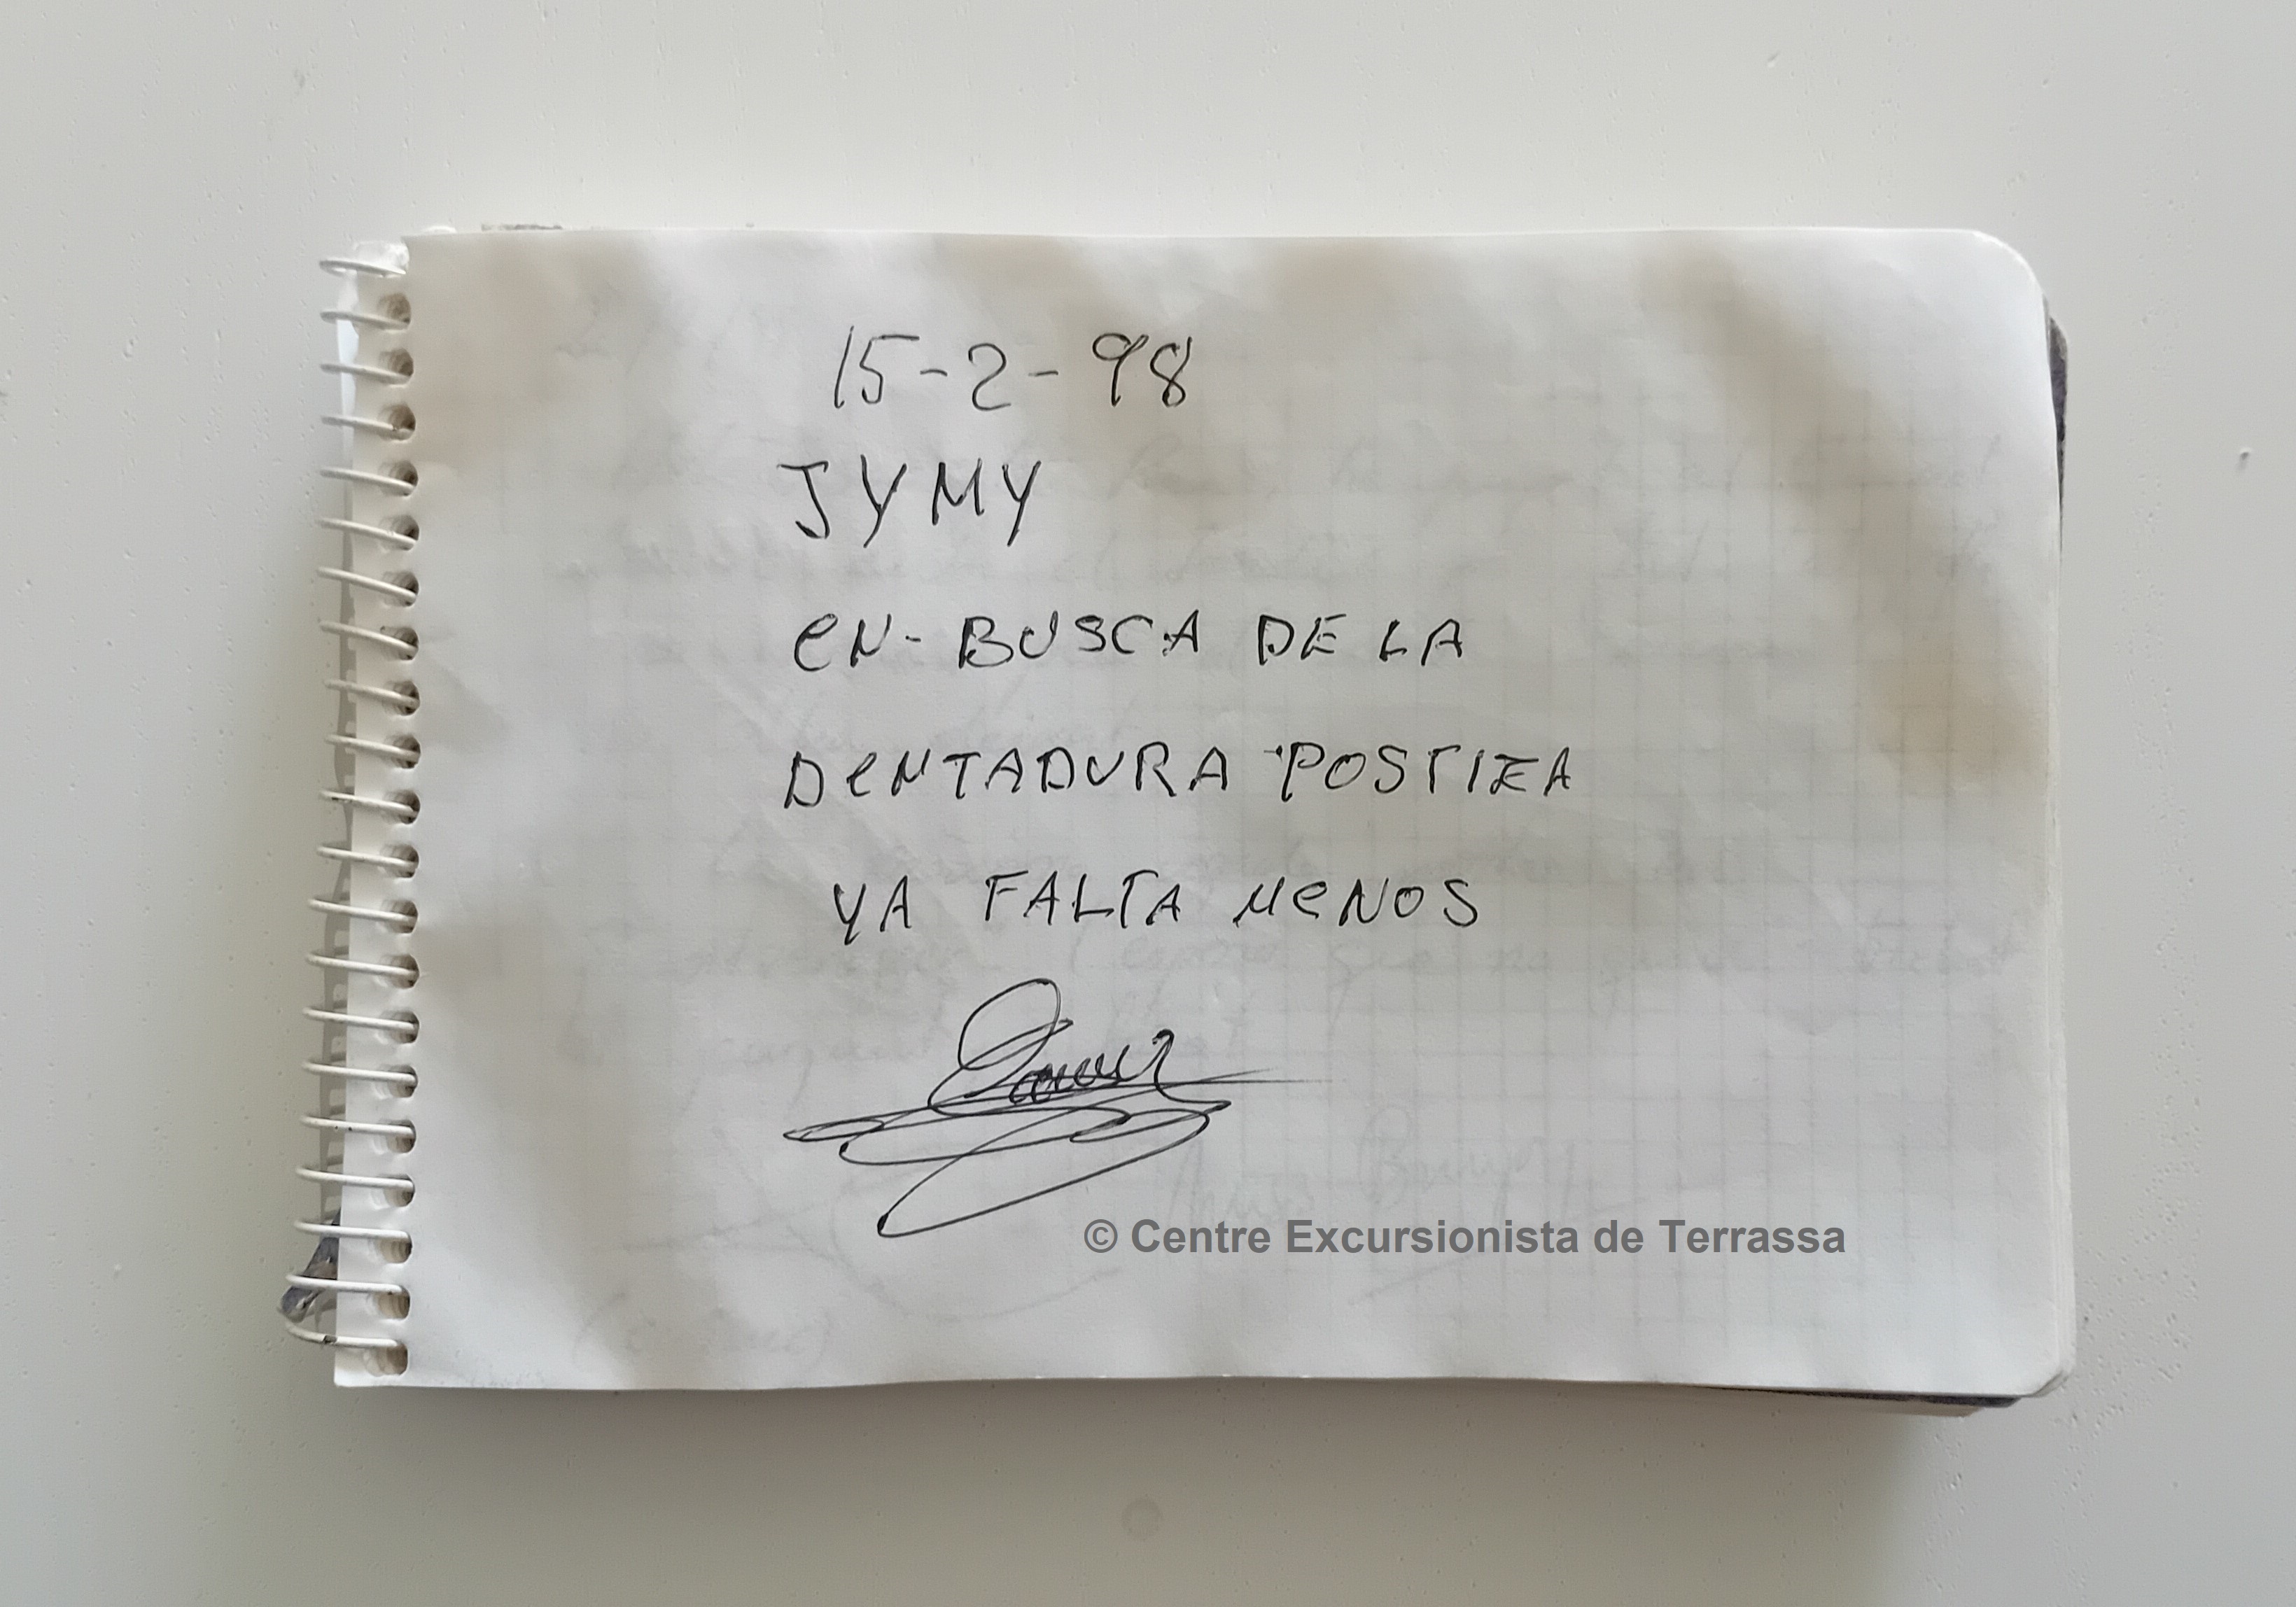 15-2-98
JYMY
eN-BUSCA DE LA
DeNTADURA POSTIZA
YA FALTA MeNOS
© Centre Excursionista de Terrassa